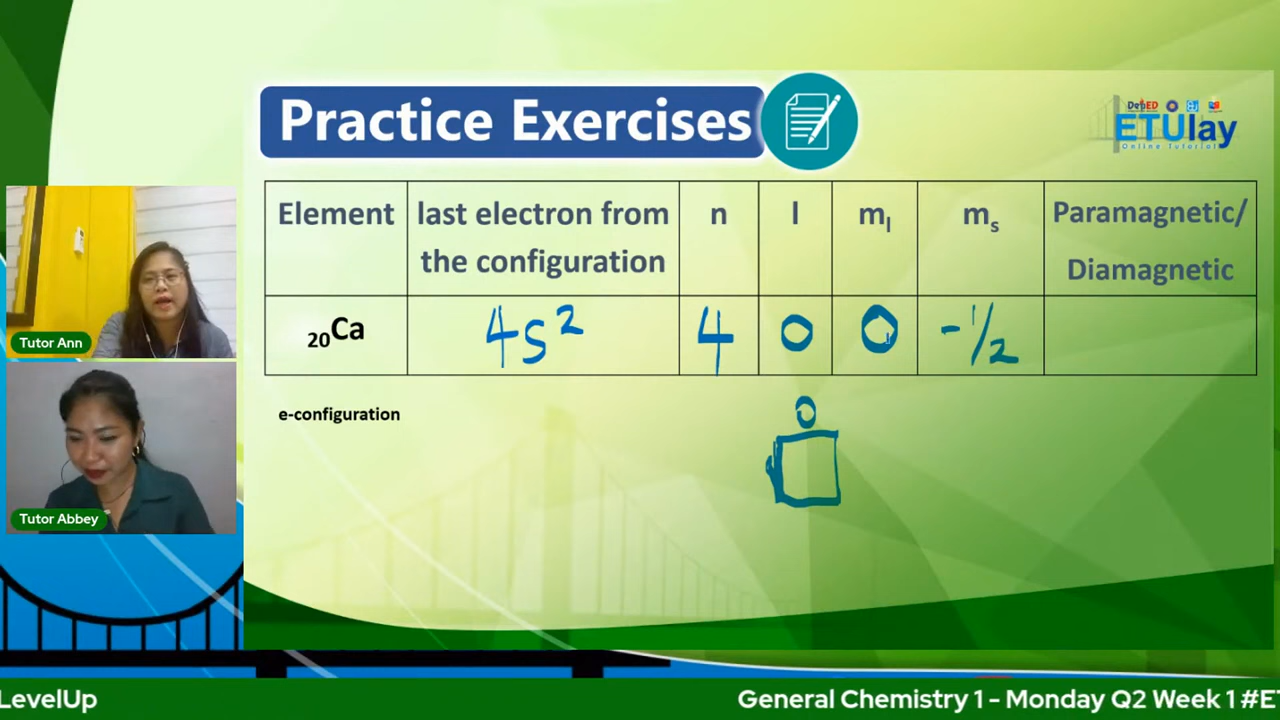 Practice Exercises
DepED
ETUlay
Online Tutorial
Element
last electron from
the configuration
n
l
ml
ms
Paramagnetic/
Diamagnetic
20Ca
4s2
4
0
0
-1/2
e-configuration
0
Tutor Ann
Tutor Abbey
LevelUp
General Chemistry 1 - Monday Q2 Week 1 #E